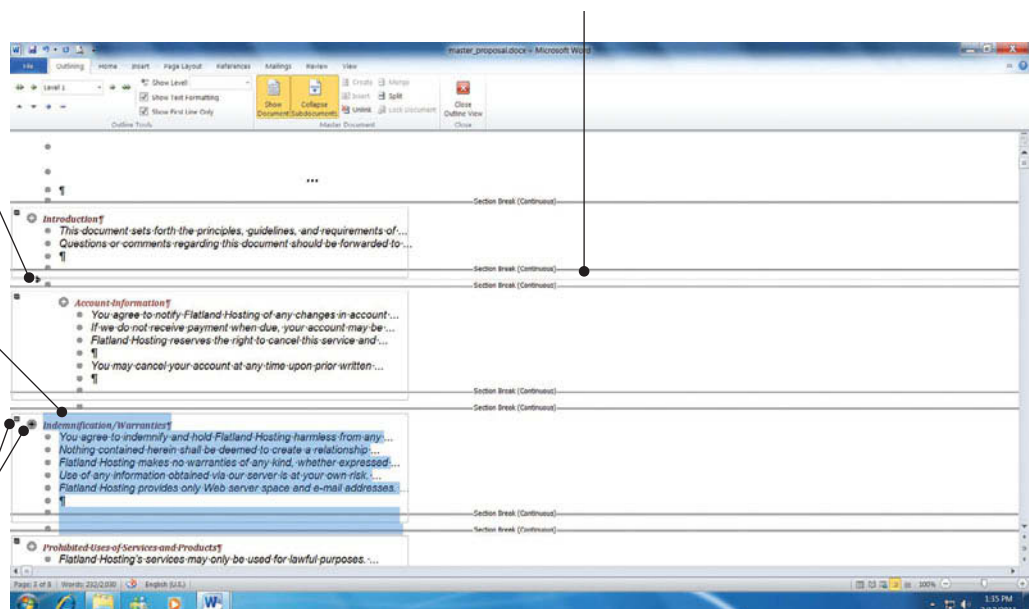 master_proposal.docx - Microsoft Word
File Outlining Home Insert Page Layout References Mailings Review View
Level 1 Show Level: Create Merge
Show Text Formatting Show Document Collapse Subdocuments Insert Split Close Outline View
Show First Line Only Unlink Lock Document
Outline Tools Master Document Close
...
¶
Section Break (Continuous)
Introduction¶
This·document·sets·forth·the·principles,·guidelines,·and·requirements·of·...
Questions·or·comments·regarding·this·document·should·be·forwarded·to·...
¶
Section Break (Continuous)
Section Break (Continuous)
Account·Information¶
You·agree·to·notify·Flatland·Hosting·of·any·changes·in·account·...
If·we·do·not·receive·payment·when·due,·your·account·may·be·...
Flatland·Hosting·reserves·the·right·to·cancel·this·service·and·...
¶
You·may·cancel·your·account·at·any·time·upon·prior·written·...
¶
Section Break (Continuous)
Section Break (Continuous)
Indemnification/Warranties¶
You·agree·to·indemnify·and·hold·Flatland·Hosting·harmless·from·any·...
Nothing·contained·herein·shall·be·deemed·to·create·a·relationship·...
Flatland·Hosting·makes·no·warranties·of·any·kind,·whether·expressed·...
Use·of·any·information·obtained·via·our·server·is·at·your·own·risk.·...
Flatland·Hosting·provides·only·Web·server·space·and·e-mail·addresses.·...
¶
Section Break (Continuous)
Section Break (Continuous)
Prohibited·Uses·of·Services·and·Products¶
Flatland·Hosting's·services·may·only·be·used·for·lawful·purposes.·...
Words: 232/2,030 English (U.S.) 100%
1:35 PM